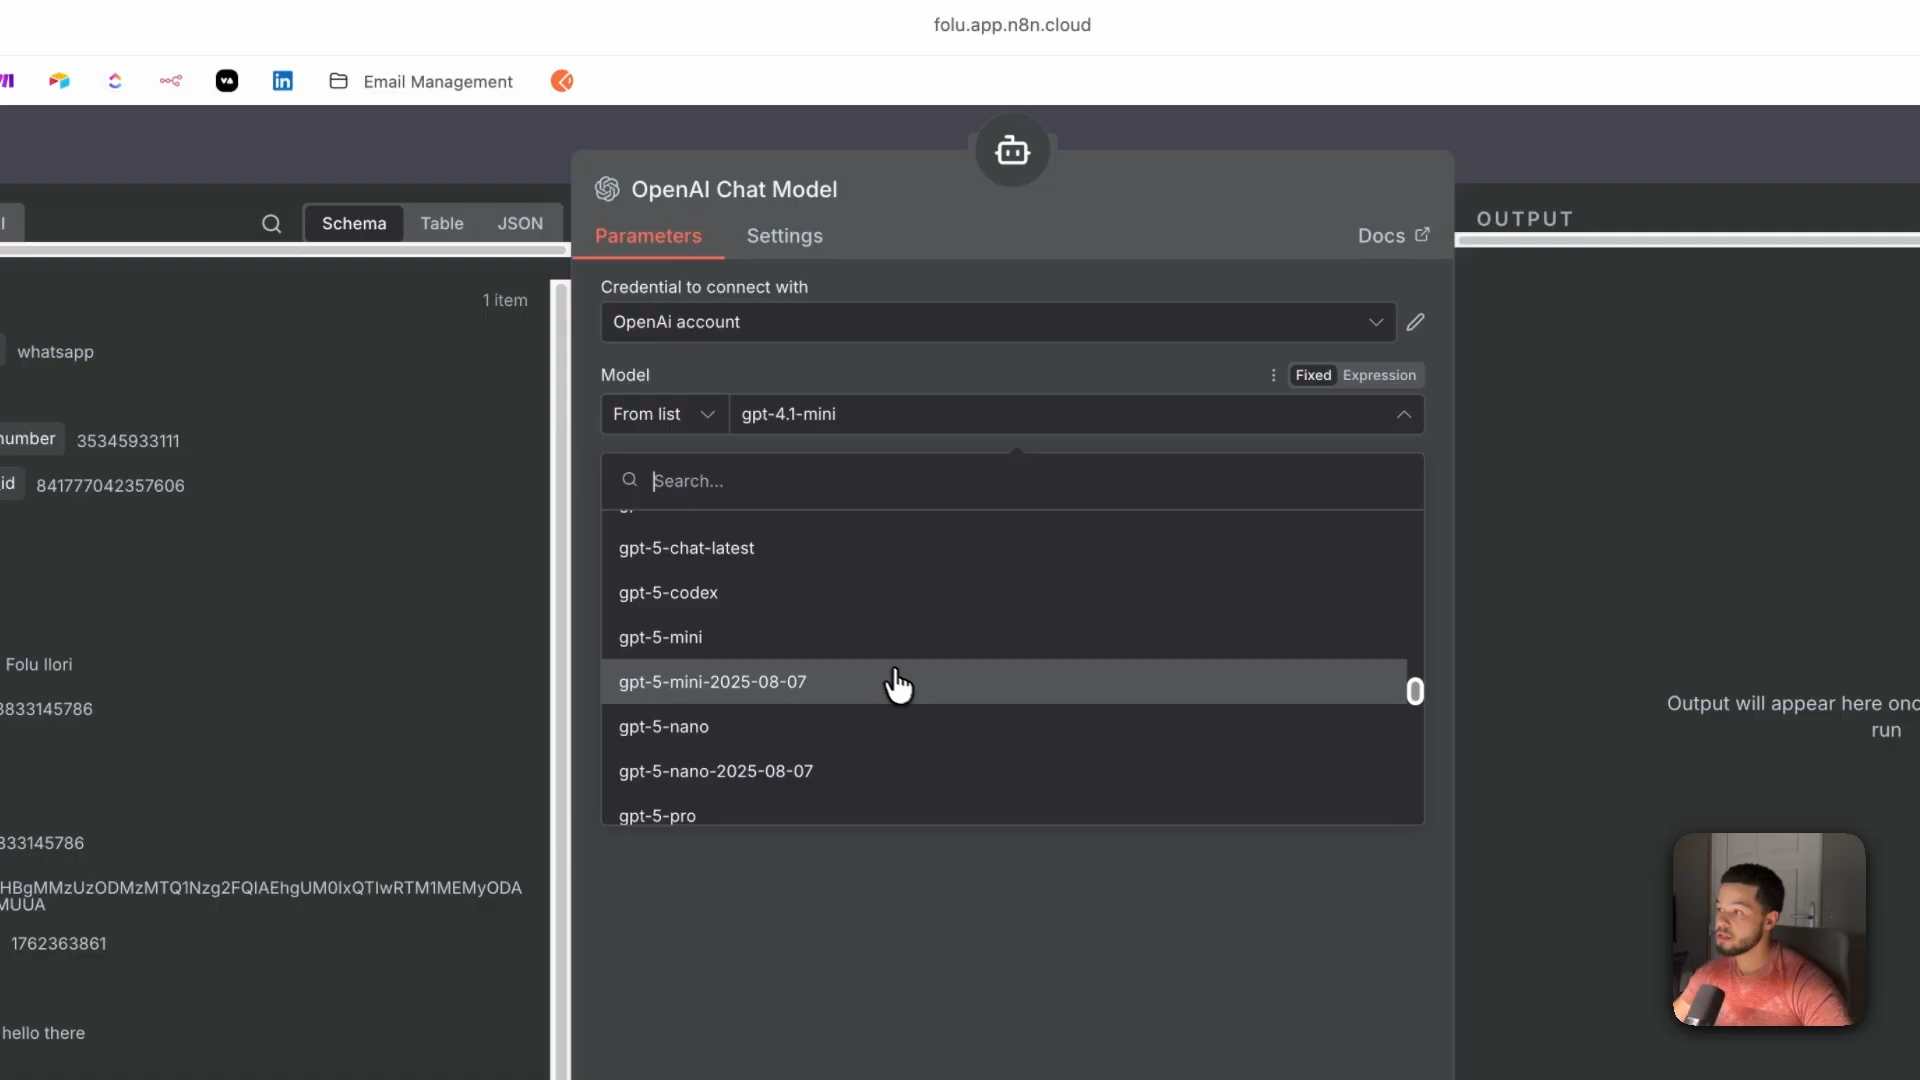 folu.app.n8n.cloud
Email Management
OpenAI Chat Model
Schema
Table
JSON
OUTPUT
Parameters
Settings
Docs
Credential to connect with
1 item
OpenAi account
whatsapp
Model
Fixed
Expression
From list
gpt-4.1-mini
number
35345933111
id
841777042357606
Search...
gpt-5-chat-latest
gpt-5-codex
gpt-5-mini
Folu Ilori
gpt-5-mini-2025-08-07
3833145786
Output will appear here onc
run
gpt-5-nano
gpt-5-nano-2025-08-07
gpt-5-pro
833145786
HBgMMzUzODMzMTQ1Nzg2FQIAEhgUM0IxQTIwRTM1MEMyODA
MUUA
1762363861
hello there